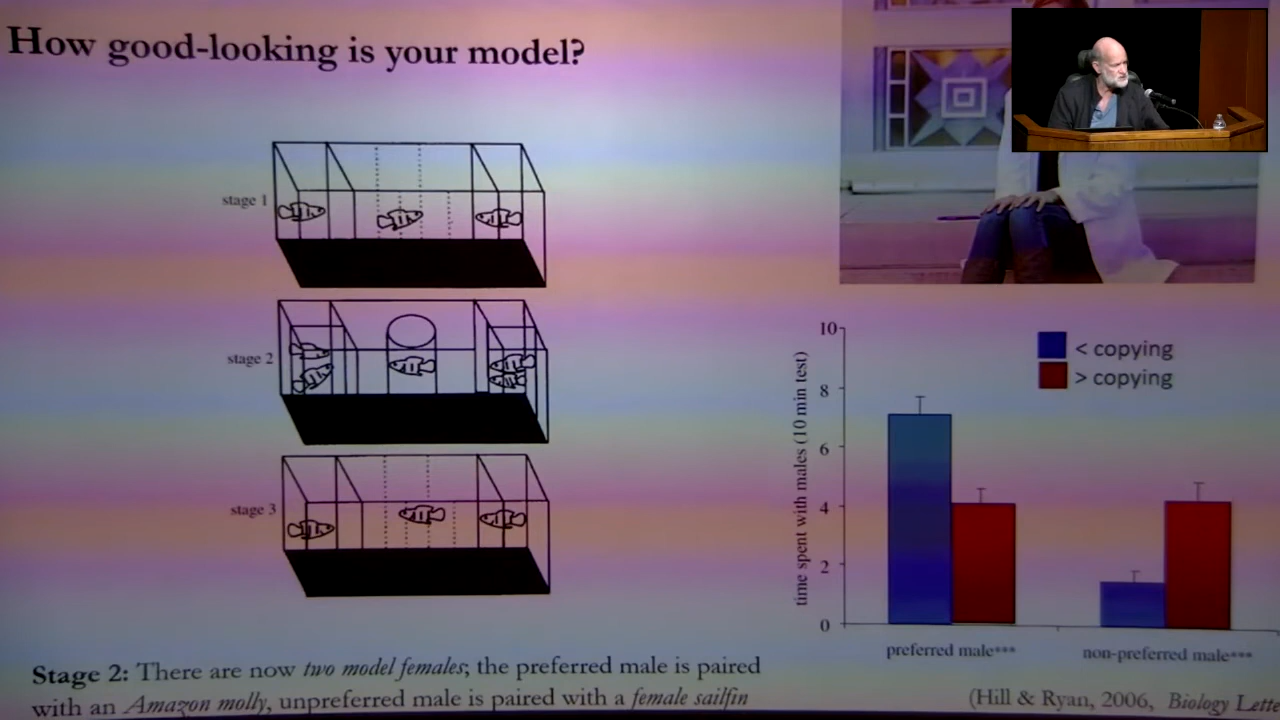 How good-looking is your model?
stage 1
stage 2
stage 3
10
8
6
4
2
0
time spent with males (10 min test)
< copying
> copying
preferred male***
non-preferred male***
Stage 2: There are now two model females; the preferred male is paired
with an Amazon molly, unpreferred male is paired with a female sailfin
(Hill & Ryan, 2006, Biology